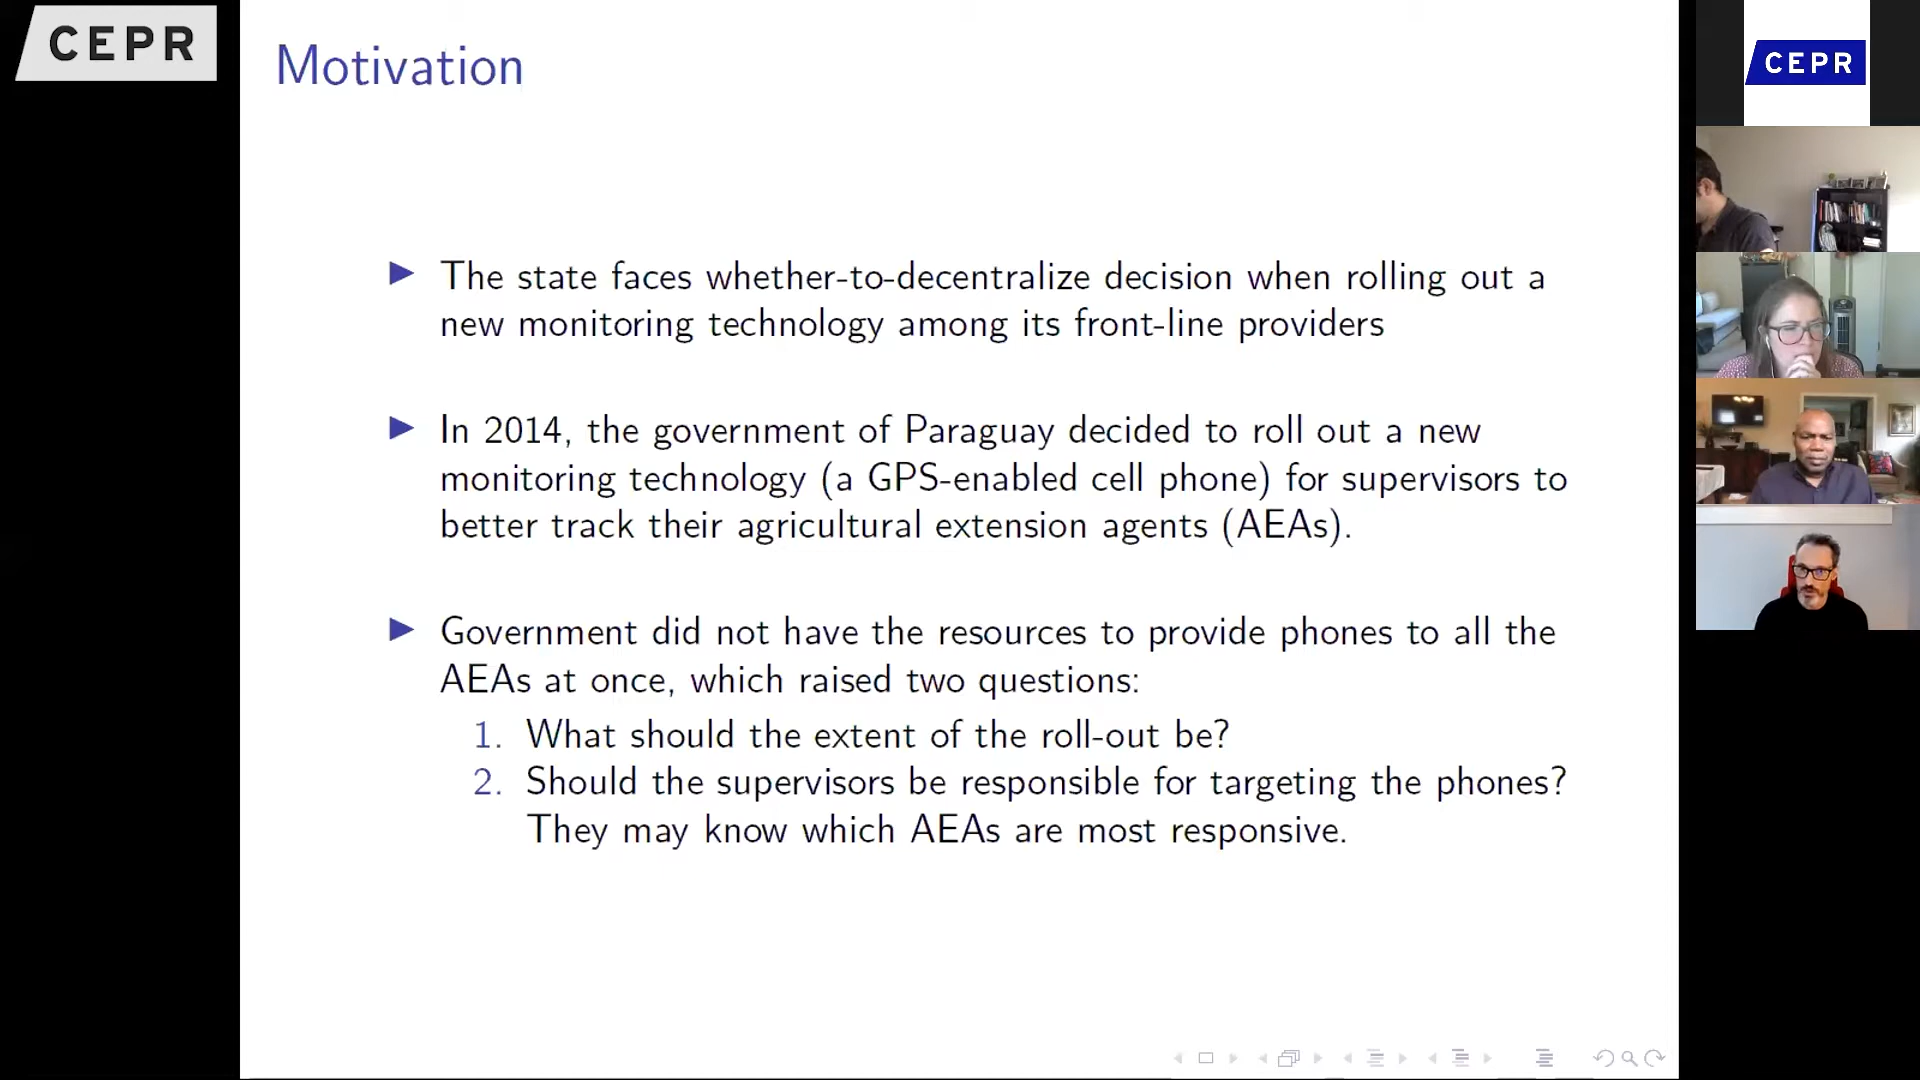 CEPR
Motivation
CEPR
The state faces whether-to-decentralize decision when rolling out a
new monitoring technology among its front-line providers
In 2014, the government of Paraguay decided to roll out a new
monitoring technology (a GPS-enabled cell phone) for supervisors to
better track their agricultural extension agents (AEAs).
Government did not have the resources to provide phones to all the
AEAs at once, which raised two questions:
1. What should the extent of the roll-out be?
2. Should the supervisors be responsible for targeting the phones?
They may know which AEAs are most responsive.